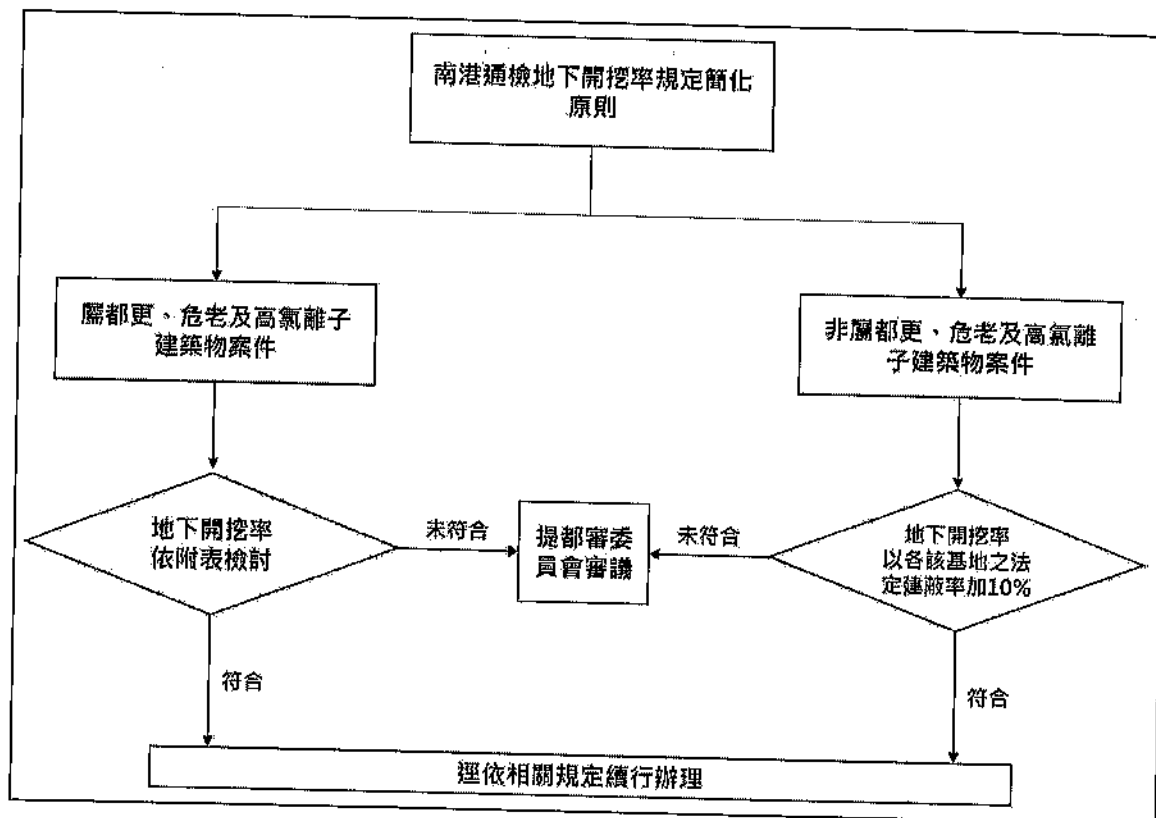 南港通檢地下開挖率規定簡化
原則
屬都更、危老及高氯離子
建築物案件
非屬都更、危老及高氯離
子建築物案件
地下開挖率
依附表檢討
未符合
提都審委
員會審議
未符合
地下開挖率
以各該基地之法
定建蔽率加10%
符合
符合
逕依相關規定續行辦理